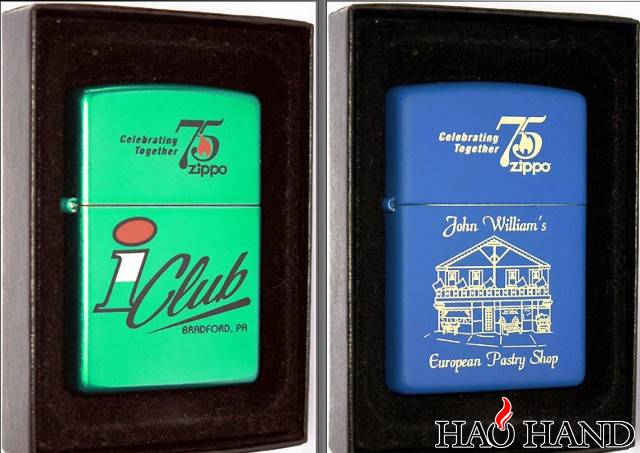 Celebrating
Together
75
zippo
i Club
BRADFORD, PA
Celebrating
Together
75
zippo
John William's
European Pastry Shop
HAO HAND